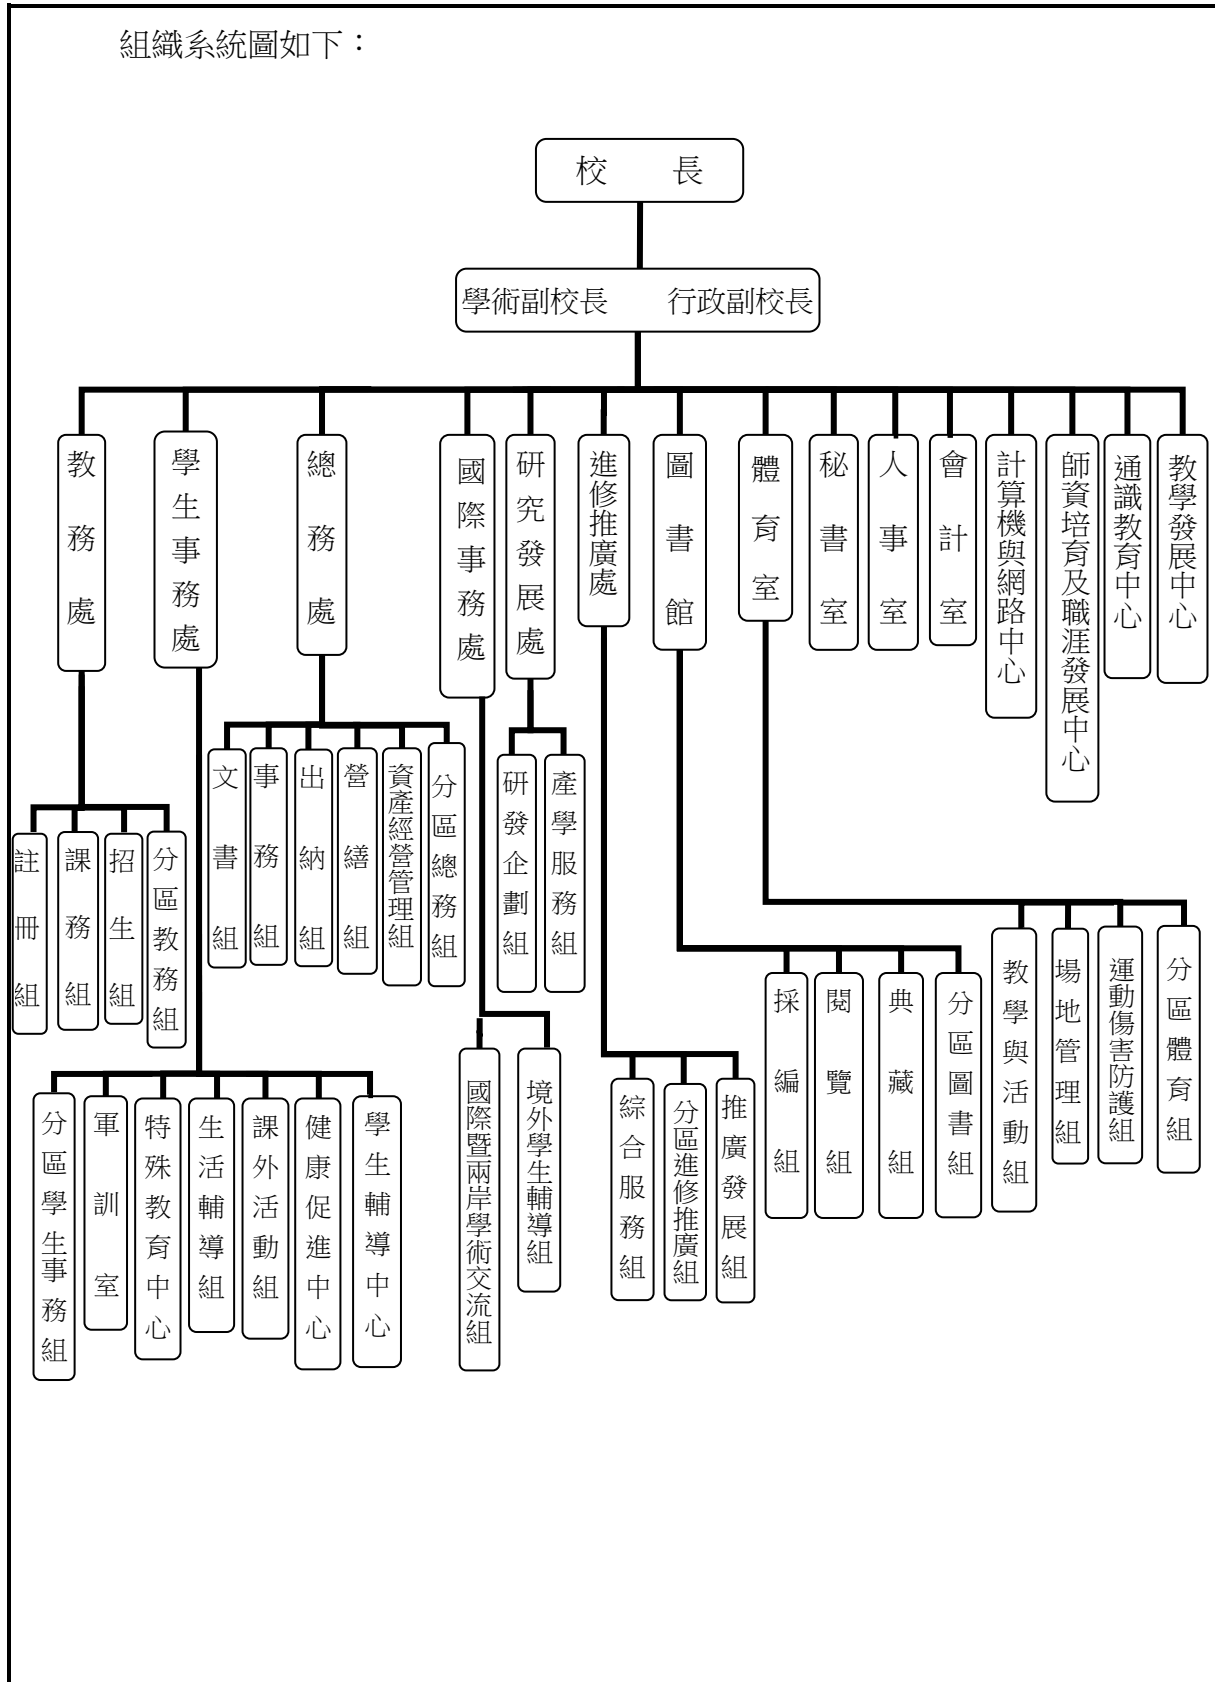 組織系統圖如下：
校長
學術副校長 行政副校長
教務處
學生事務處
總務處
國際事務處
研究發展處
進修推廣處
圖書館
體育室
秘書室
人事室
會計室
計算機與網路中心
師資培育及職涯發展中心
通識教育中心
教學發展中心
文書組
事務組
出納組
營繕組
資產經營管理組
分區總務組
研發企劃組
產學服務組
註冊組
課務組
招生組
分區教務組
採編組
閱覽組
典藏組
分區圖書組
教學與活動組
場地管理組
運動傷害防護組
分區體育組
分區學生事務組
軍訓室
特殊教育中心
生活輔導組
課外活動組
健康促進中心
學生輔導中心
國際暨兩岸學術交流組
境外學生輔導組
綜合服務組
分區進修推廣組
推廣發展組